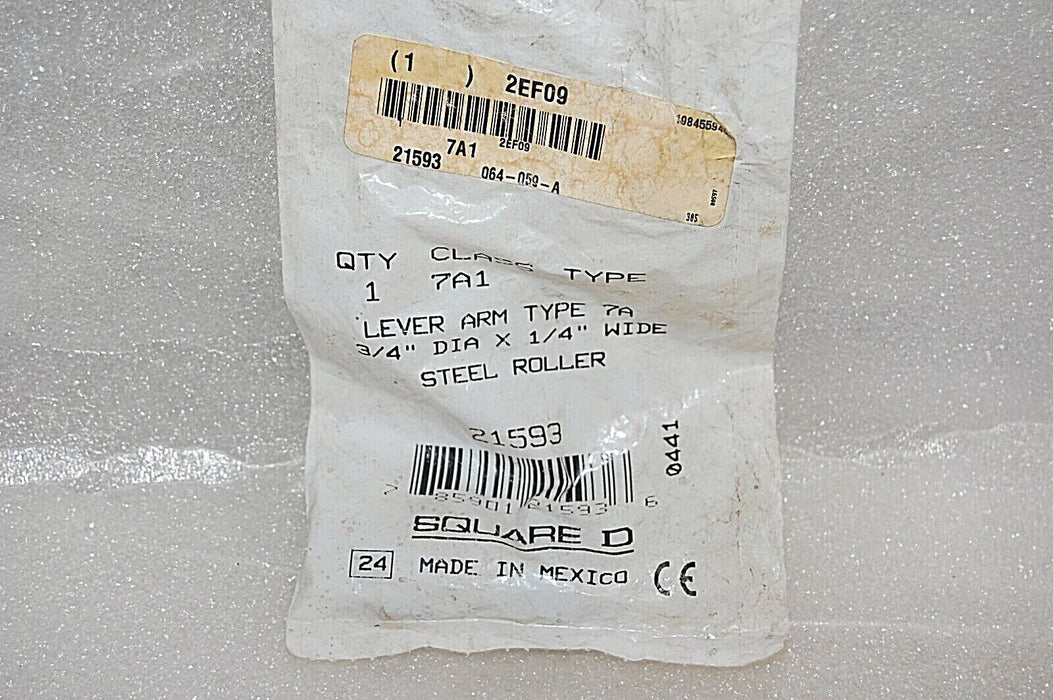 (1 ) 2EF09
1984559
2EF09
7A1
21593 064-059-A
385
QTY CLASS TYPE
1 7A1
LEVER ARM TYPE 7A
3/4" DIA X 1/4" WIDE
STEEL ROLLER
21593
0441
> 85901 21593 6
SQUARE D
24 MADE IN MEXICO CE